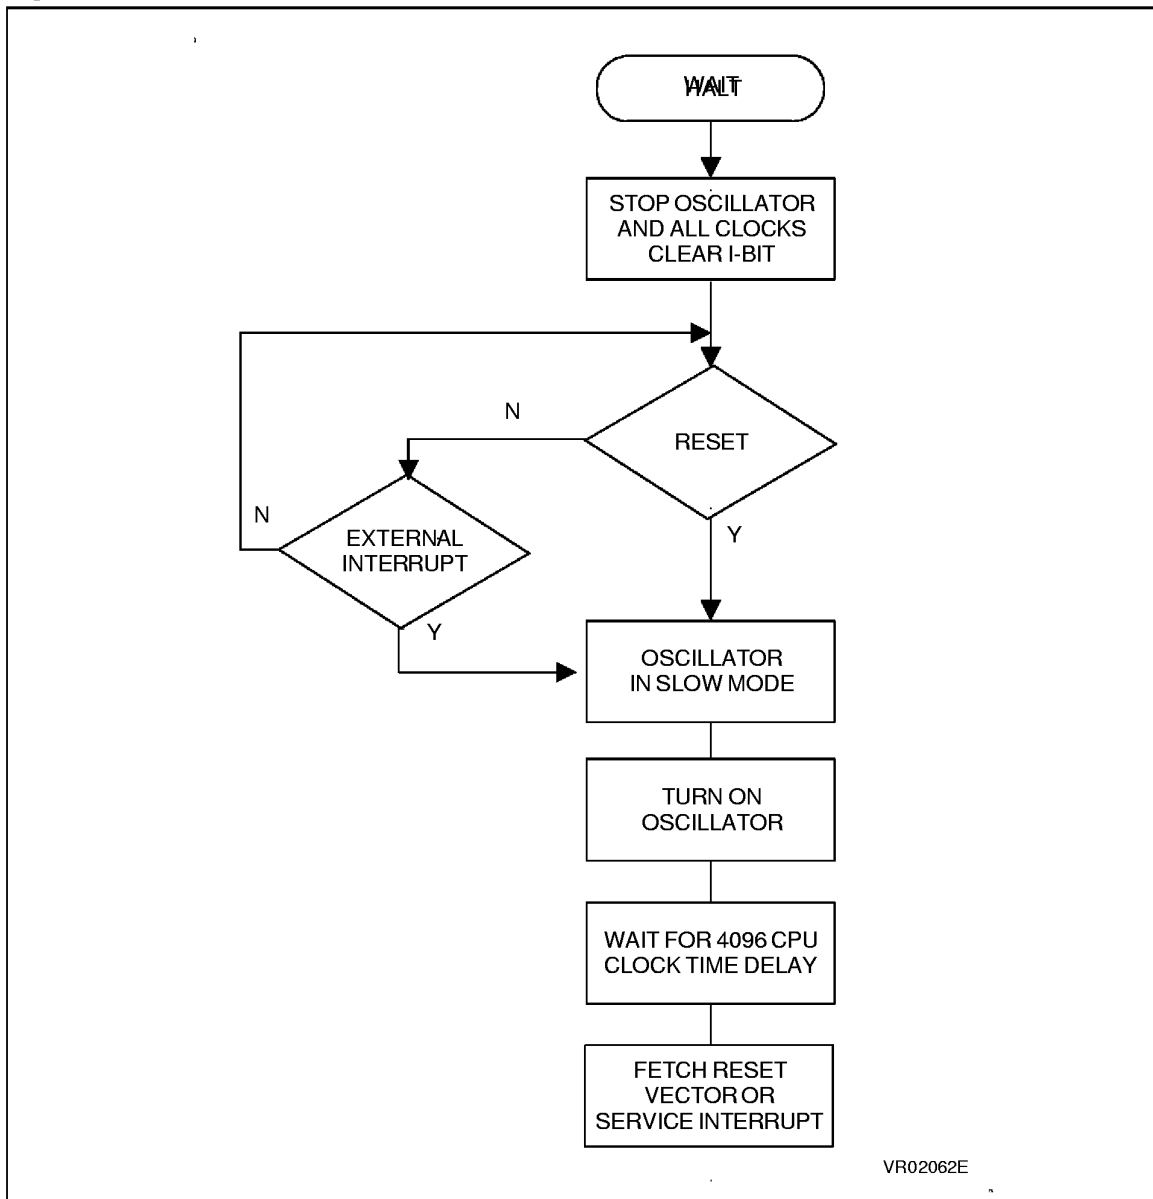 HALT
STOP OSCILLATOR
AND ALL CLOCKS
CLEAR I-BIT
RESET
N
Y
EXTERNAL
INTERRUPT
N
Y
OSCILLATOR
IN SLOW MODE
TURN ON
OSCILLATOR
WAIT FOR 4096 CPU
CLOCK TIME DELAY
FETCH RESET
VECTOR OR
SERVICE INTERRUPT
VR02062E